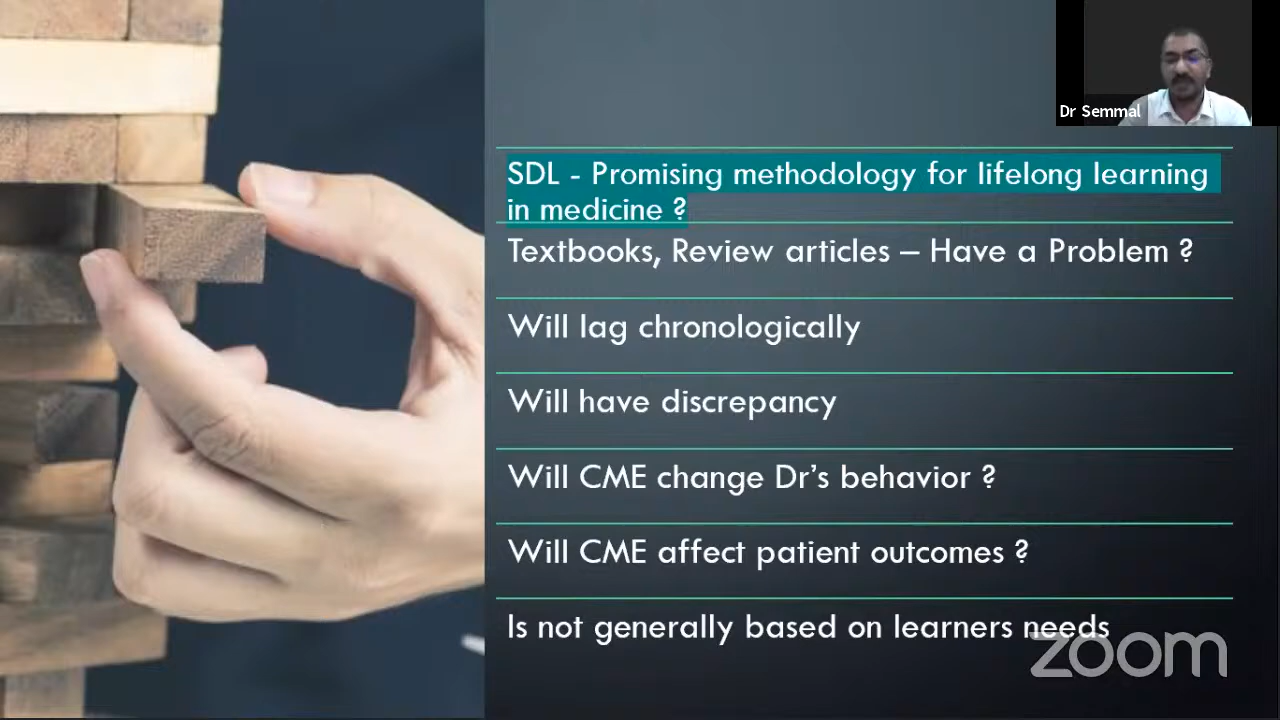 Dr Semmal
SDL - Promising methodology for lifelong learning
in medicine ?
Textbooks, Review articles – Have a Problem ?
Will lag chronologically
Will have discrepancy
Will CME change Dr’s behavior ?
Will CME affect patient outcomes ?
Is not generally based on learners needs
zoom